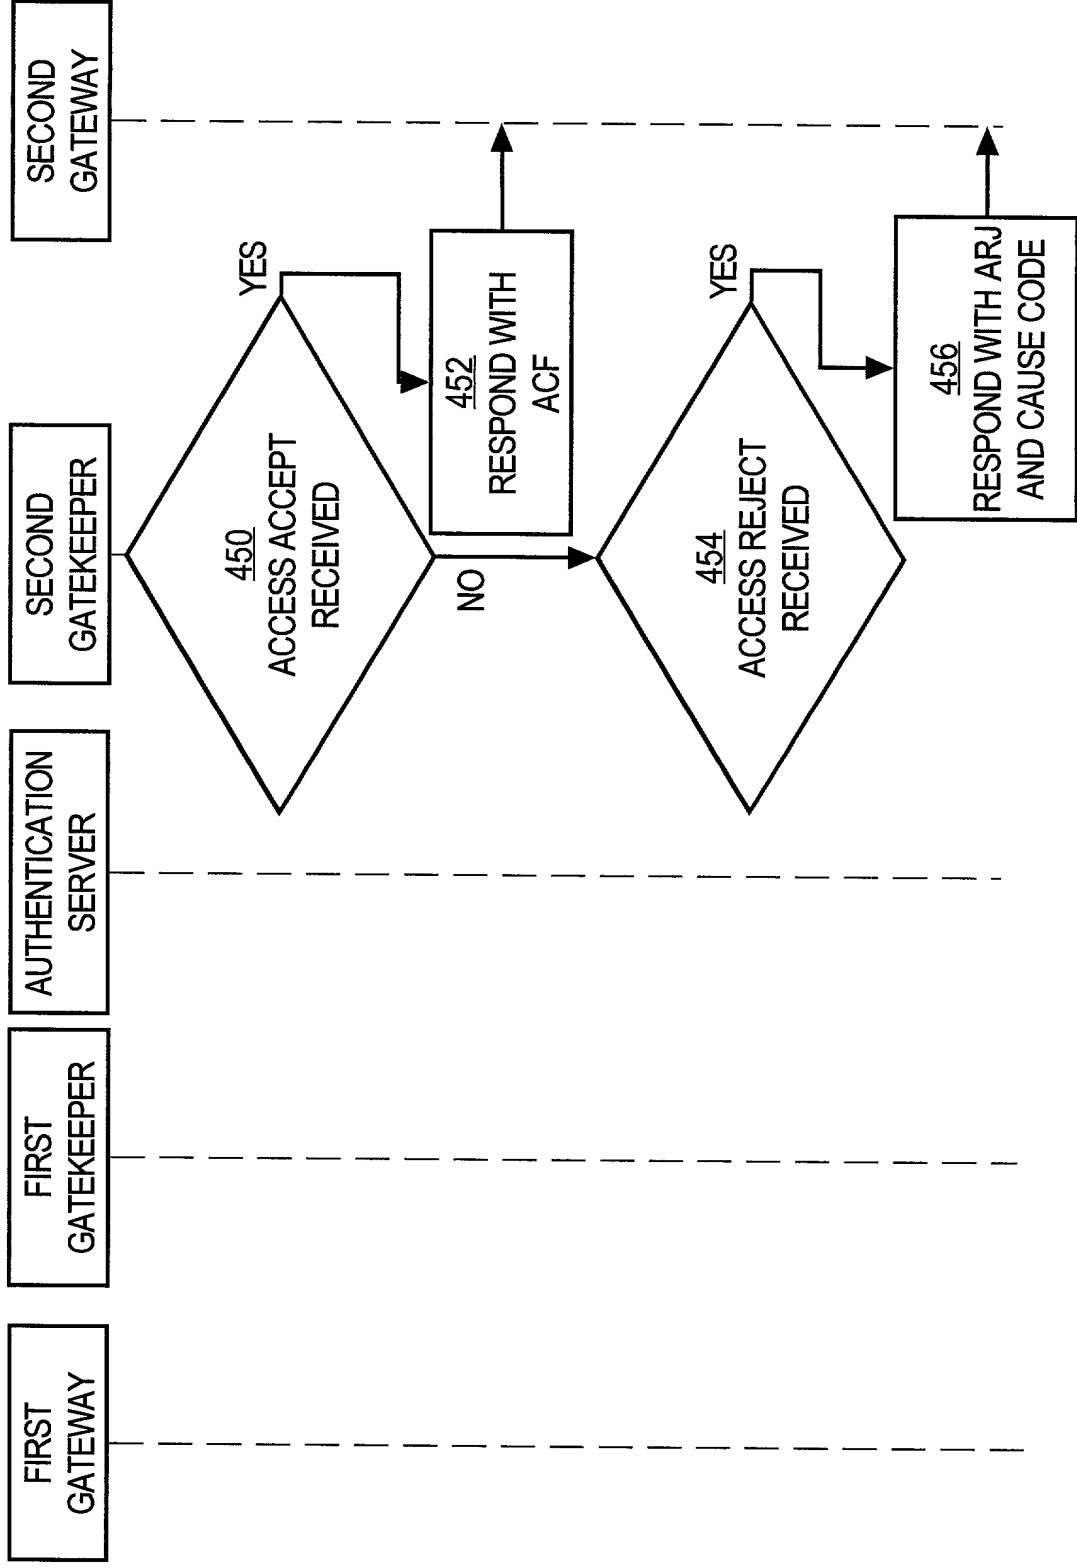 FIRST
GATEWAY
FIRST
GATEKEEPER
AUTHENTICATION
SERVER
SECOND
GATEKEEPER
SECOND
GATEWAY
450
ACCESS ACCEPT
RECEIVED
YES
452
RESPOND WITH
ACF
NO
454
ACCESS REJECT
RECEIVED
YES
456
RESPOND WITH ARJ
AND CAUSE CODE